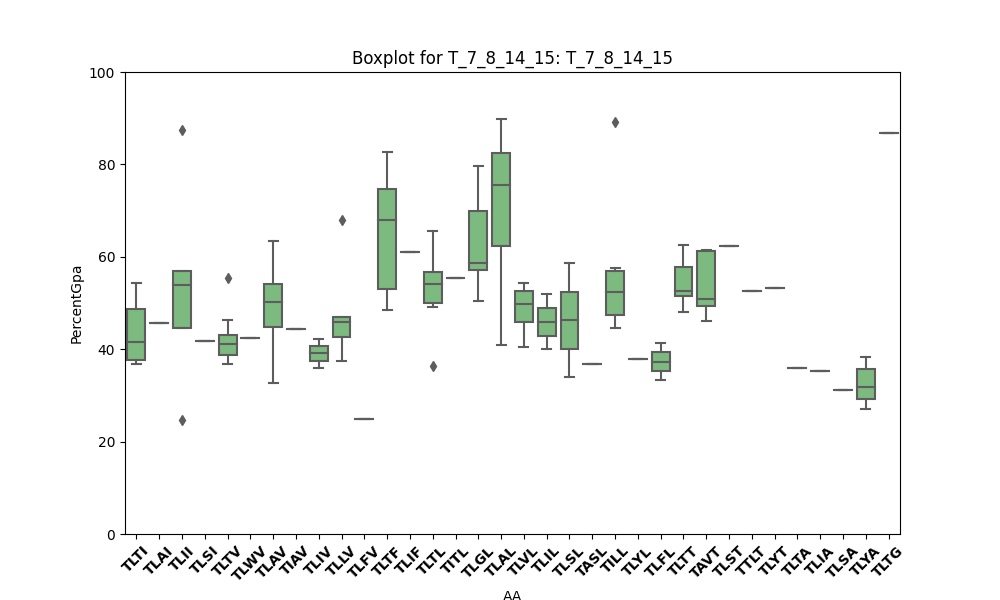 Boxplot for T_7_8_14_15: T_7_8_14_15
100
80
60
40
20
0
PercentGpa
TLTI TLAI TLII TLSI TLTV TLWV TLAV TIAV TLIV TLLV TLFV TLTF TLIF TLTL TITL TLGL TLAL TLVL TLIL TLSL TASL TILL TLYL TLFL TLTT TAVT TLST TTLT TLYT TLTA TLIA TLSA TLYA TLTG
AA